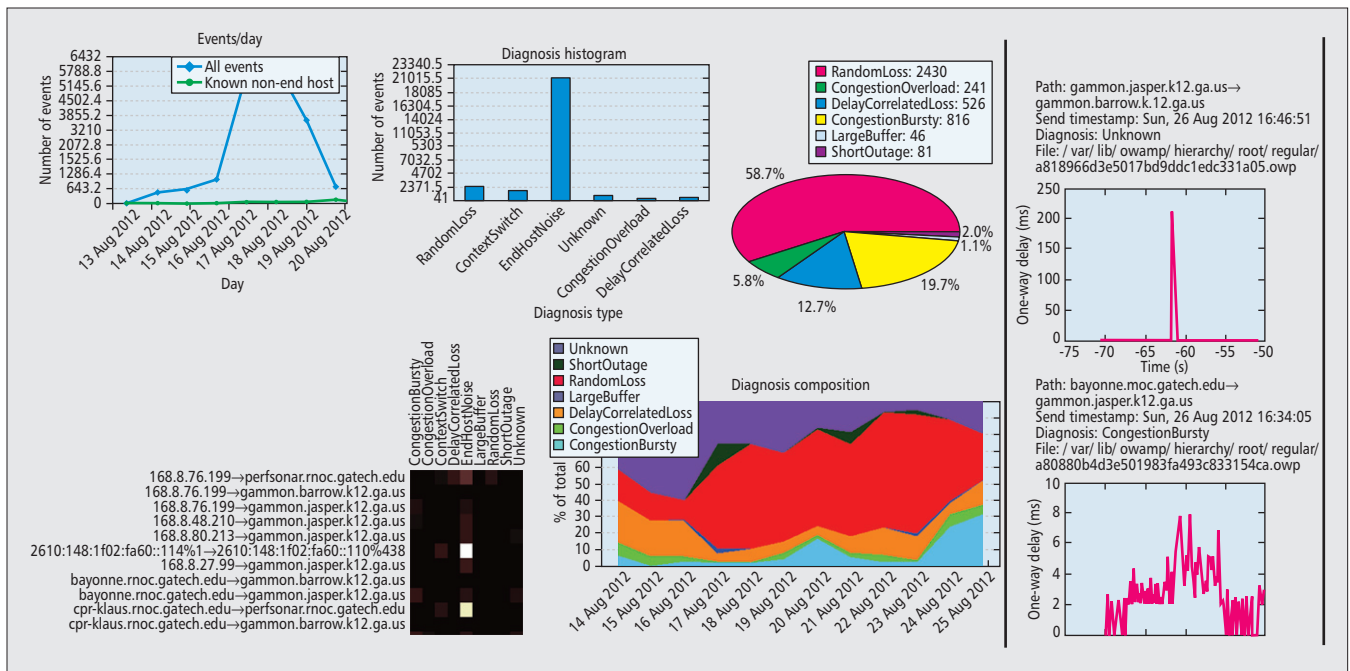 Events/day
6432
5788.8
5145.6
4502.4
3855.2
3210
2572.8
1525.6
1286.4
643.2
0
Number of events
All events
Known non-end host
13 Aug 2012
14 Aug 2012
15 Aug 2012
16 Aug 2012
17 Aug 2012
18 Aug 2012
19 Aug 2012
20 Aug 2012
Day
Diagnosis histogram
23340.5
21015.5
18085
16304.5
14024
11053.5
5303
7032.5
4702
2371.5
41
Number of events
RandomLoss
ContextSwitch
EndHostNoise
Unknown
CongestionOverload
DelayCorrelatedLoss
Diagnosis type
RandomLoss: 2430
CongestionOverload: 241
DelayCorrelatedLoss: 526
CongestionBursty: 816
LargeBuffer: 46
ShortOutage: 81
58.7%
5.8%
12.7%
19.7%
1.1%
2.0%
CongestionBursty
CongestionOverload
ContextSwitch
DelayCorrelatedLoss
EndHostNoise
LargeBuffer
RandomLoss
ShortOutage
Unknown
168.8.76.199→perfsonar.rnoc.gatech.edu
168.8.76.199→gammon.barrow.k12.ga.us
168.8.76.199→gammon.jasper.k12.ga.us
168.8.48.210→gammon.jasper.k12.ga.us
168.8.80.213→gammon.jasper.k12.ga.us
2610:148:1f02:fa60::114%1→2610:148:1f02:fa60::110%438
168.8.27.99→gammon.jasper.k12.ga.us
bayonne.rnoc.gatech.edu→gammon.barrow.k12.ga.us
bayonne.rnoc.gatech.edu→gammon.jasper.k12.ga.us
cpr-klaus.rnoc.gatech.edu→perfsonar.rnoc.gatech.edu
cpr-klaus.rnoc.gatech.edu→gammon.barrow.k12.ga.us
Unknown
ShortOutage
RandomLoss
LargeBuffer
DelayCorrelatedLoss
CongestionOverload
CongestionBursty
Diagnosis composition
% of total
60
50
40
30
20
10
0
14 Aug 2012
15 Aug 2012
16 Aug 2012
17 Aug 2012
18 Aug 2012
19 Aug 2012
20 Aug 2012
21 Aug 2012
22 Aug 2012
23 Aug 2012
24 Aug 2012
25 Aug 2012
Path: gammon.jasper.k12.ga.us→
gammon.barrow.k.12.ga.us
Send timestamp: Sun, 26 Aug 2012 16:46:51
Diagnosis: Unknown
File: / var/ lib/ owamp/ hierarchy/ root/ regular/
a818966d3e5017bd9ddc1edc331a05.owp
250
200
150
100
50
0
One-way delay (ms)
-75 -70 -65 -60 -55 -50
Time (s)
Path: bayonne.moc.gatech.edu→
gammon.jasper.k12.ga.us
Send timestamp: Sun, 26 Aug 2012 16:34:05
Diagnosis: CongestionBursty
File: / var/ lib/ owamp/ hierarchy/ root/ regular/
a80880b4d3e501983fa493c833154ca.owp
10
8
6
4
2
0
One-way delay (ms)